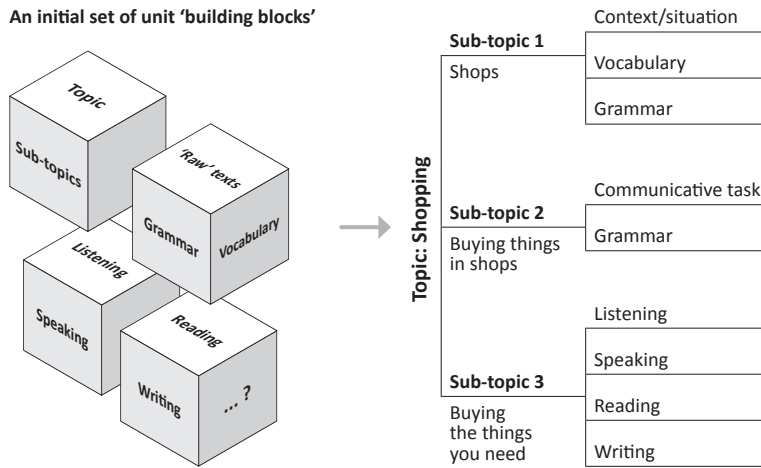 An initial set of unit ‘building blocks’
Topic
Sub-topics
‘Raw’ texts
Grammar
Vocabulary
Listening
Speaking
Reading
Writing
... ?
Topic: Shopping
Sub-topic 1
Shops
Context/situation
Vocabulary
Grammar
Sub-topic 2
Buying things
in shops
Communicative task
Grammar
Sub-topic 3
Buying
the things
you need
Listening
Speaking
Reading
Writing